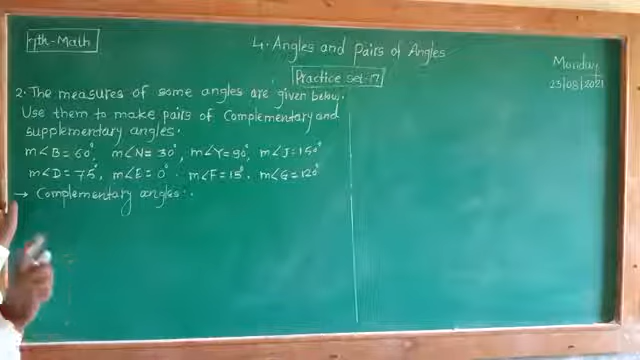 7th-Math
4. Angles and Pairs of Angles
Monday
23/08/2021
Practice set:-17
2. The measures of some angles are given below.
Use them to make pairs of Complementary and
supplementary angles.
m∠B = 60°, m∠N = 30°, m∠Y = 90°, m∠J = 150°
m∠D = 75°, m∠E = 0°. m∠F = 15°. m∠G = 120°
→ Complementary angles:-